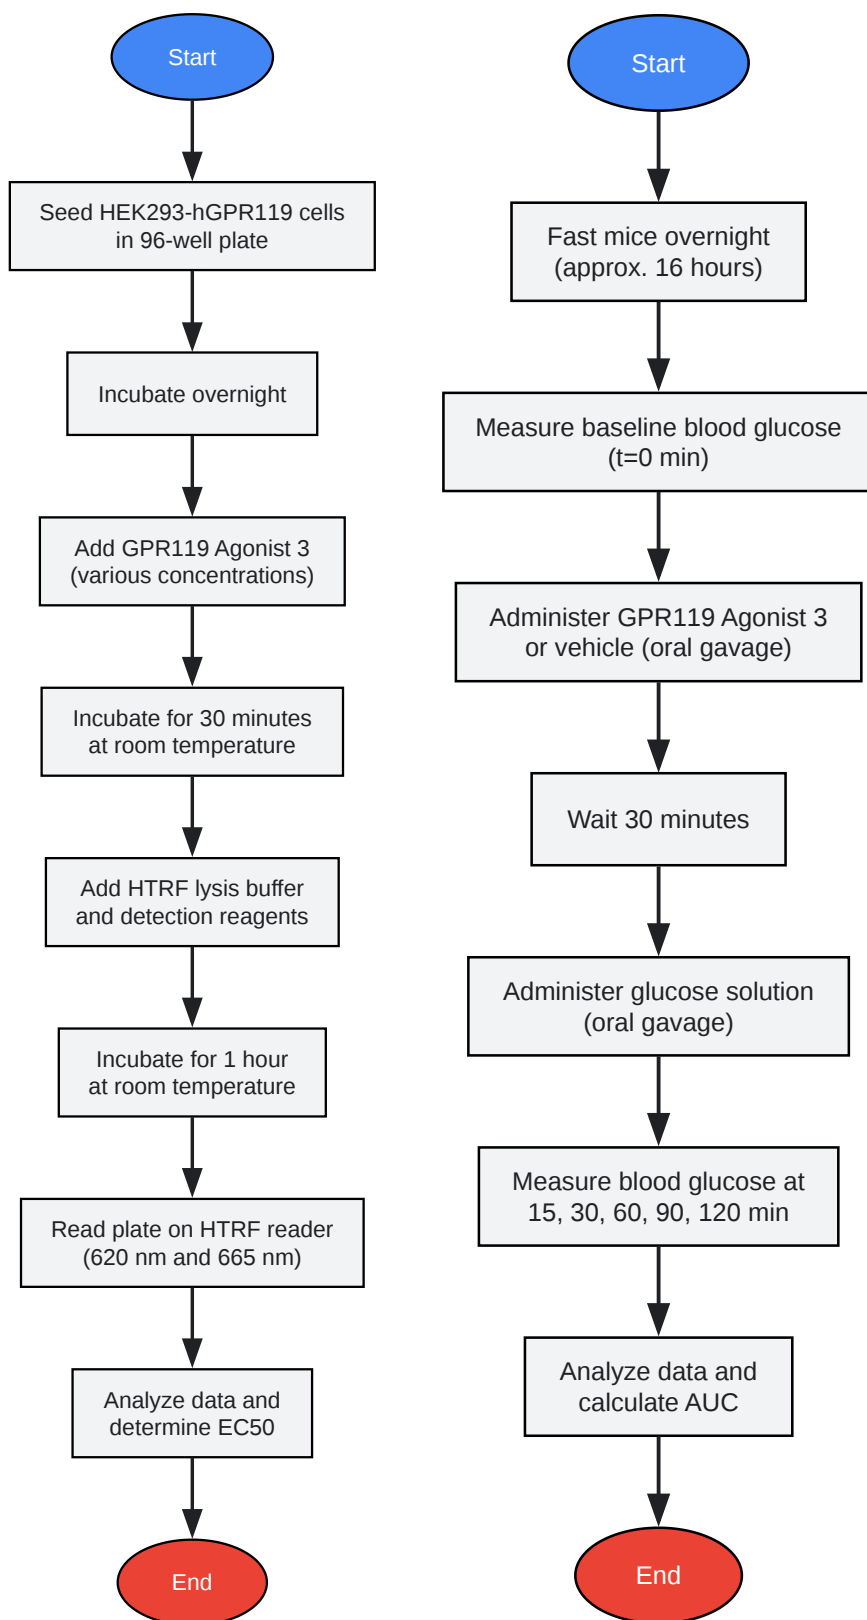 Start
Seed HEK293-hGPR119 cells
in 96-well plate
Incubate overnight
Add GPR119 Agonist 3
(various concentrations)
Incubate for 30 minutes
at room temperature
Add HTRF lysis buffer
and detection reagents
Incubate for 1 hour
at room temperature
Read plate on HTRF reader
(620 nm and 665 nm)
Analyze data and
determine EC50
End
Start
Fast mice overnight
(approx. 16 hours)
Measure baseline blood glucose
(t=0 min)
Administer GPR119 Agonist 3
or vehicle (oral gavage)
Wait 30 minutes
Administer glucose solution
(oral gavage)
Measure blood glucose at
15, 30, 60, 90, 120 min
Analyze data and
calculate AUC
End